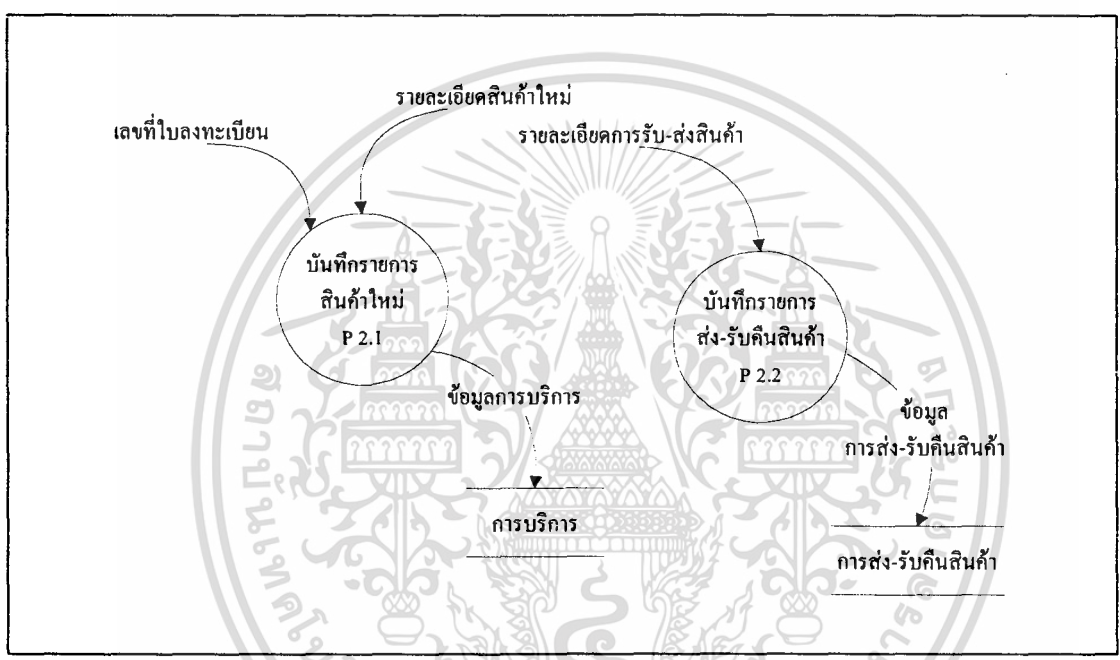 รายละเอียดสินค้าใหม่
เลขที่ใบลงทะเบียน
รายละเอียดการรับ-ส่งสินค้า
บันทึกรายการ
สินค้าใหม่
P 2.1
บันทึกรายการ
ส่ง-รับคืนสินค้า
P 2.2
ข้อมูลการบริการ
ข้อมูล
การส่ง-รับคืนสินค้า
การบริการ
การส่ง-รับคืนสินค้า